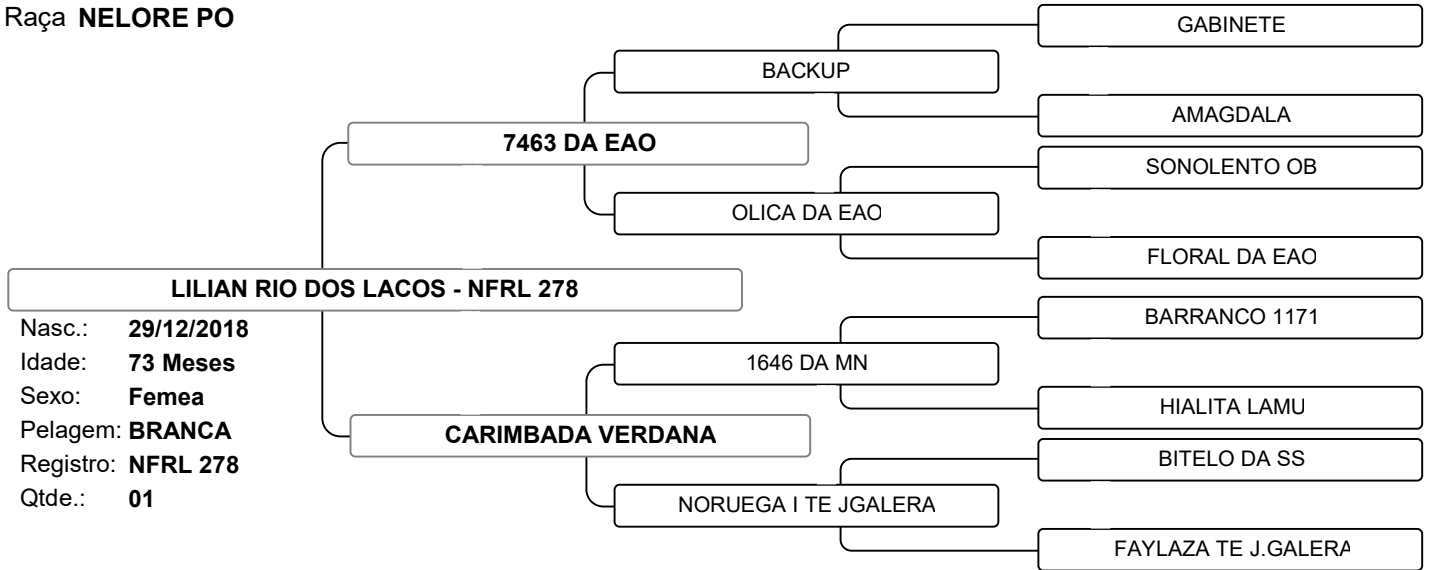 Raça NELORE PO
GABINETE
BACKUP
AMAGDALA
7463 DA EAO
SONOLENTO OB
OLICA DA EAO
FLORAL DA EAO
LILIAN RIO DOS LACOS - NFRL 278
Nasc.: 29/12/2018
Idade: 73 Meses
Sexo: Femea
Pelagem: BRANCA
Registro: NFRL 278
Qtde.: 01
BARRANCO 1171
1646 DA MN
HIALITA LAMU
CARIMBADA VERDANA
BITELO DA SS
NORUEGA I TE JGALERA
FAYLAZA TE J.GALERA